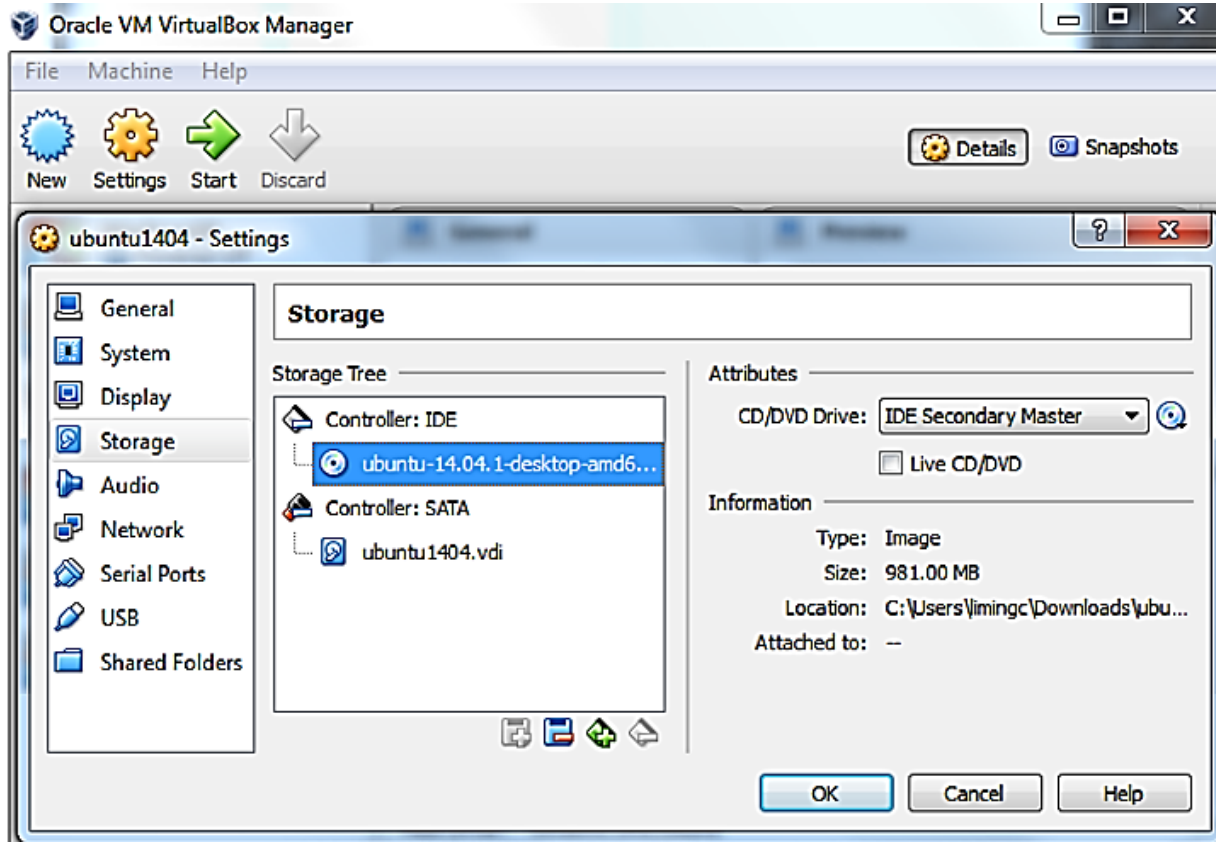 Oracle VM VirtualBox Manager
File Machine Help
New Settings Start Discard
Details Snapshots
ubuntu1404 - Settings
General
System
Display
Storage
Audio
Network
Serial Ports
USB
Shared Folders
Storage
Storage Tree
Controller: IDE
ubuntu-14.04.1-desktop-amd6...
Controller: SATA
ubuntu1404.vdi
Attributes
CD/DVD Drive: IDE Secondary Master
Live CD/DVD
Information
Type: Image
Size: 981.00 MB
Location: C:\Users\limingc\Downloads\ubu...
Attached to: --
OK Cancel Help